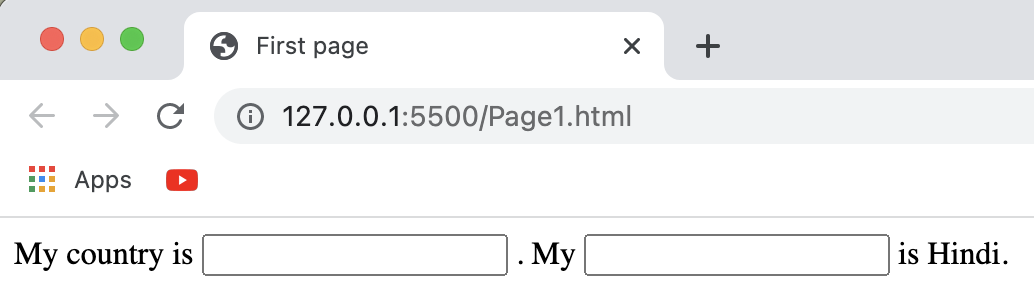 First page
127.0.0.1:5500/Page1.html
Apps
My country is . My is Hindi.